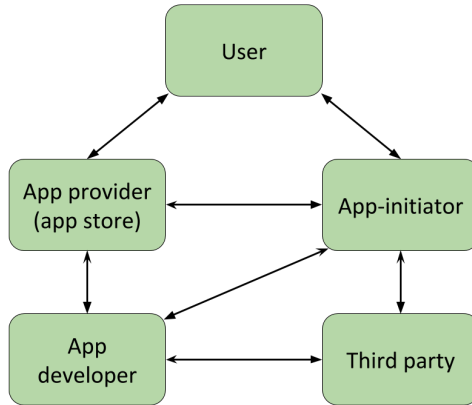 User
App provider
(app store)
App-initiator
App
developer
Third party